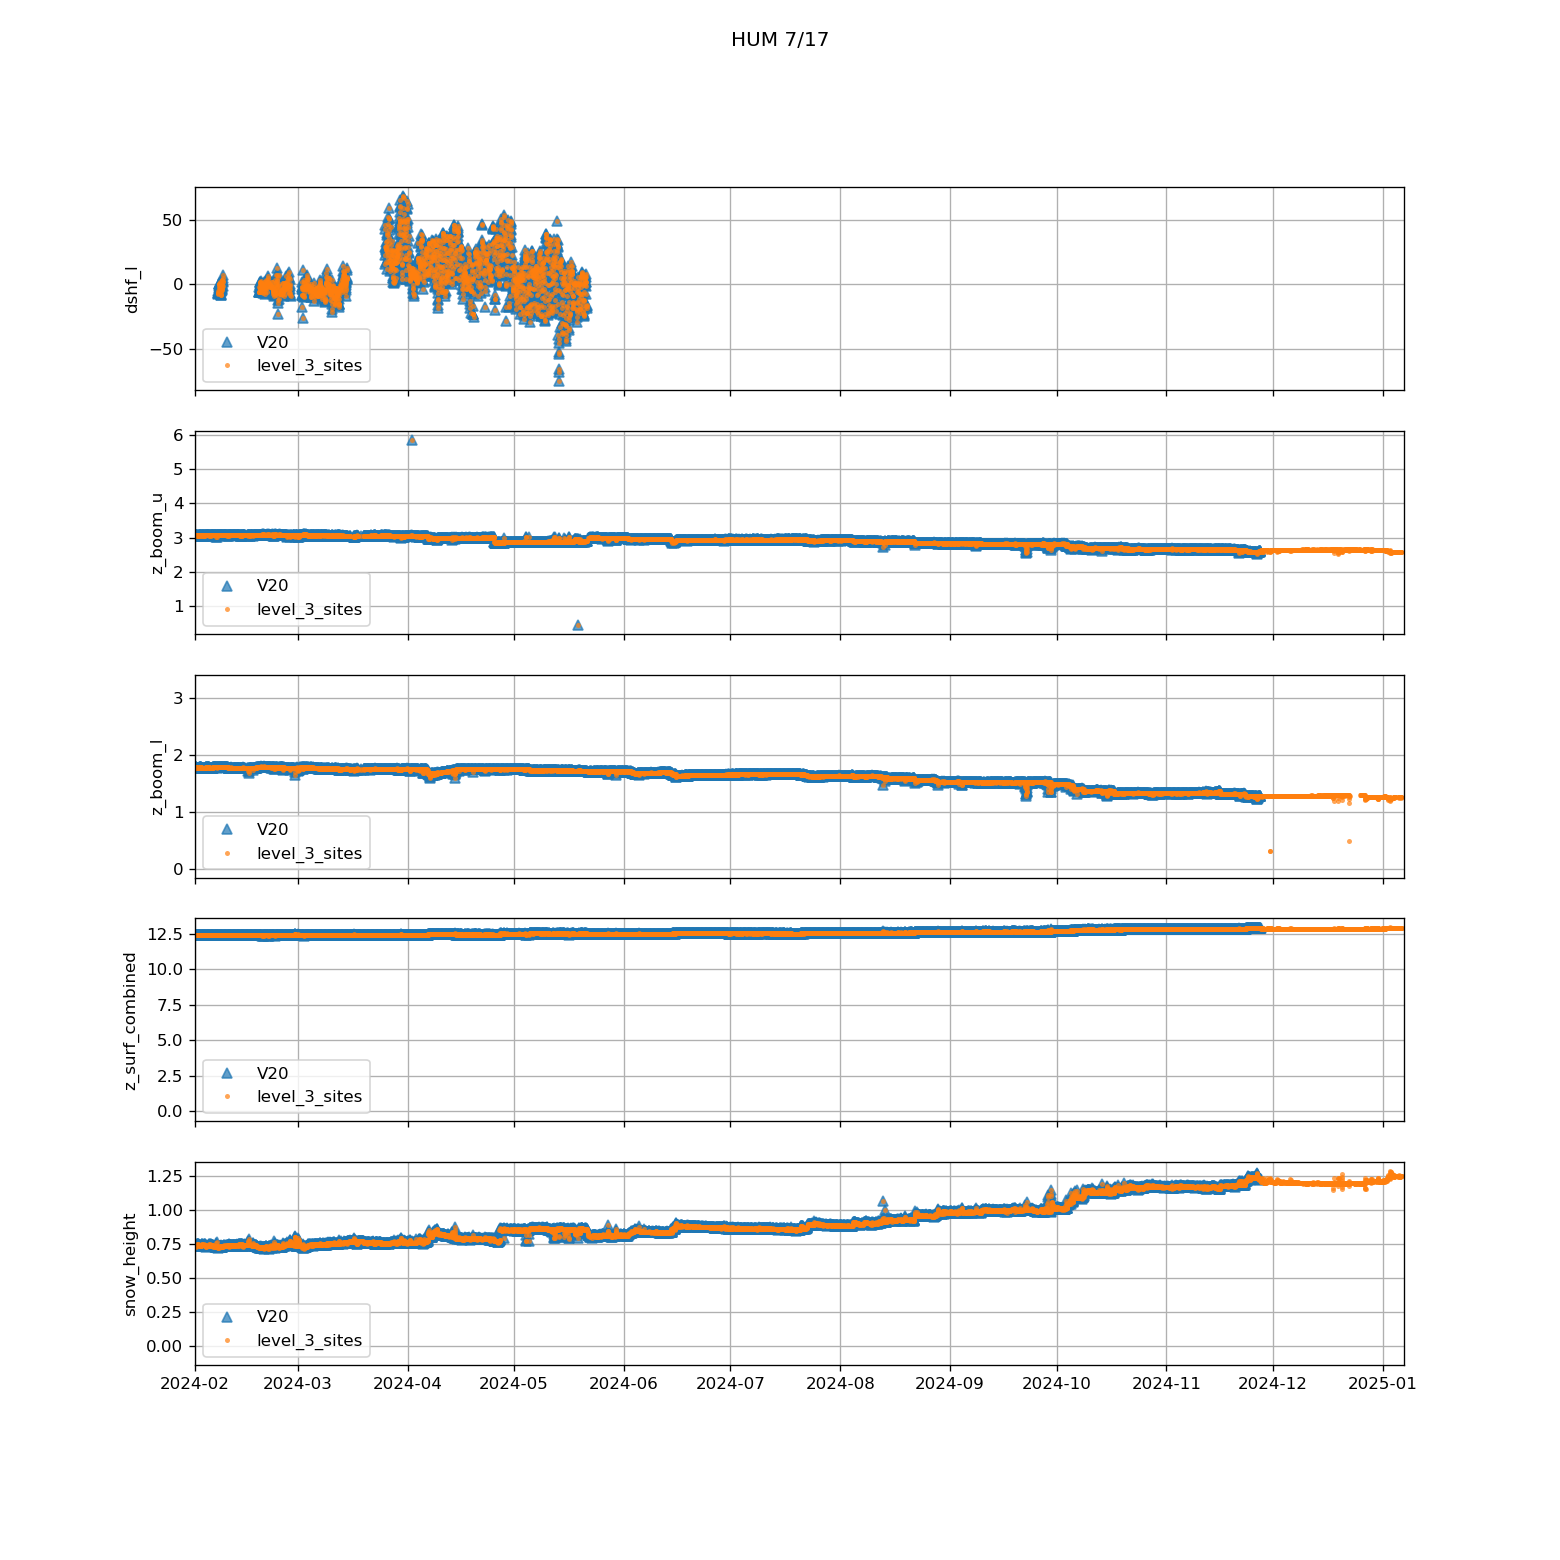 HUM 7/17
dshf_l
50
0
−50
V20
level_3_sites
z_boom_u
6
5
4
3
2
1
V20
level_3_sites
z_boom_l
3
2
1
0
V20
level_3_sites
z_surf_combined
12.5
10.0
7.5
5.0
2.5
0.0
V20
level_3_sites
snow_height
1.25
1.00
0.75
0.50
0.25
0.00
V20
level_3_sites
2024-02 2024-03 2024-04 2024-05 2024-06 2024-07 2024-08 2024-09 2024-10 2024-11 2024-12 2025-01